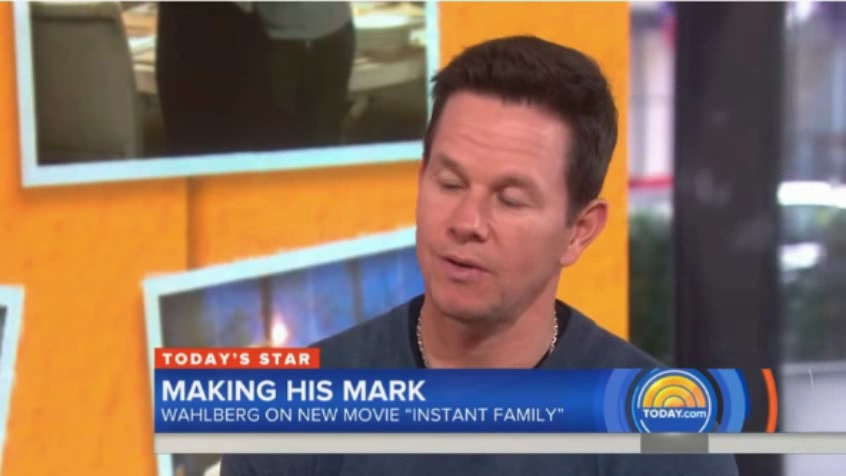 TODAY'S STAR
MAKING HIS MARK
WAHLBERG ON NEW MOVIE “INSTANT FAMILY”
TODAY.com